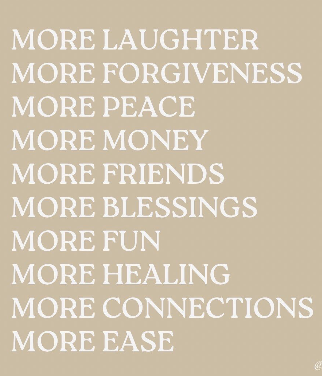 MORE LAUGHTER
MORE FORGIVENESS
MORE PEACE
MORE MONEY
MORE FRIENDS
MORE BLESSINGS
MORE FUN
MORE HEALING
MORE CONNECTIONS
MORE EASE
@